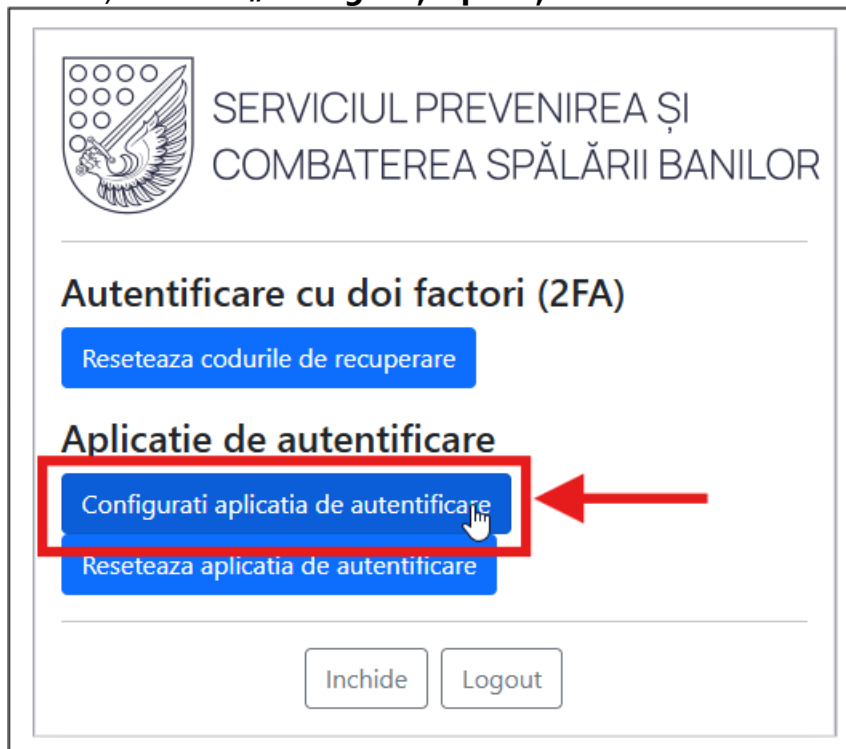 SERVICIUL PREVENIREA ȘI
COMBATEREA SPĂLĂRII BANILOR
Autentificare cu doi factori (2FA)
Reseteaza codurile de recuperare
Aplicatie de autentificare
Configurati aplicatia de autentificare
Reseteaza aplicatia de autentificare
Inchide Logout